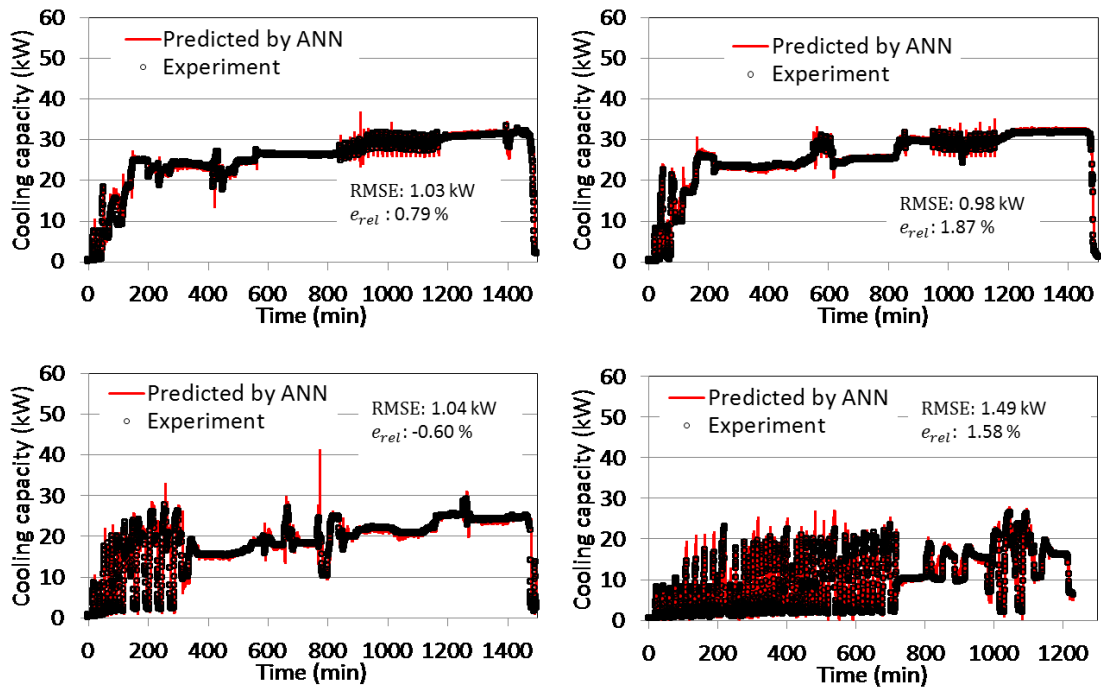 60
50
40
30
20
10
0
Cooling capacity (kW)
Predicted by ANN
Experiment
RMSE: 1.03 kW
e_rel : 0.79 %
0 200 400 600 800 1000 1200 1400
Time (min)
60
50
40
30
20
10
0
Cooling capacity (kW)
Predicted by ANN
Experiment
RMSE: 0.98 kW
e_rel : 1.87 %
0 200 400 600 800 1000 1200 1400
Time (min)
60
50
40
30
20
10
0
Cooling capacity (kW)
Predicted by ANN
Experiment
RMSE: 1.04 kW
e_rel : -0.60 %
0 200 400 600 800 1000 1200 1400
Time (min)
60
50
40
30
20
10
0
Cooling capacity (kW)
Predicted by ANN
Experiment
RMSE: 1.49 kW
e_rel : 1.58 %
0 200 400 600 800 1000 1200
Time (min)